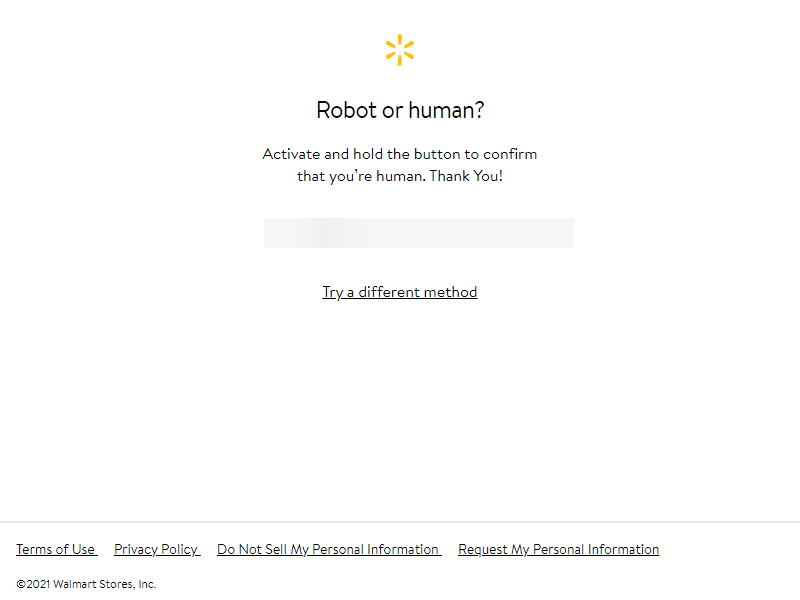 Robot or human?
Activate and hold the button to confirm
that you’re human. Thank You!
Try a different method
Terms of Use Privacy Policy Do Not Sell My Personal Information Request My Personal Information
©2021 Walmart Stores, Inc.